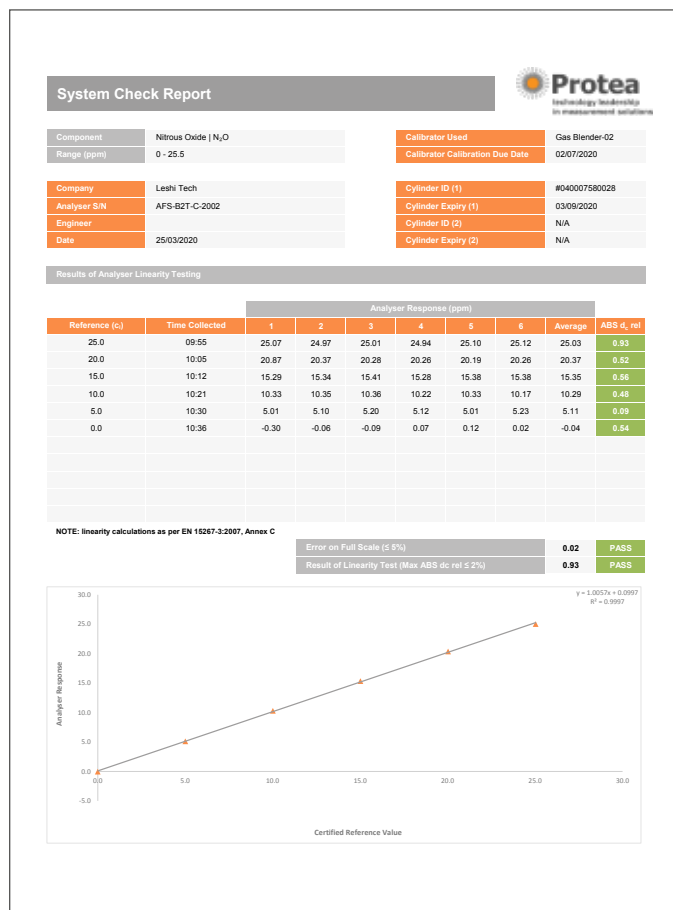 System Check Report
Protea
technology leadership
in measurement solutions
Component Nitrous Oxide | N₂O
Range (ppm) 0 - 25.5
Calibrator Used Gas Blender-02
Calibrator Calibration Due Date 02/07/2020
Company Leshi Tech
Analyser S/N AFS-B2T-C-2002
Engineer
Date 25/03/2020
Cylinder ID (1) #040007580028
Cylinder Expiry (1) 03/09/2020
Cylinder ID (2) N/A
Cylinder Expiry (2) N/A
Results of Analyser Linearity Testing
Analyser Response (ppm)
Reference (cᵣ) Time Collected 1 2 3 4 5 6 Average ABS d꜀ rel
25.0 09:55 25.07 24.97 25.01 24.94 25.10 25.12 25.03 0.93
20.0 10:05 20.87 20.37 20.28 20.26 20.19 20.26 20.37 0.52
15.0 10:12 15.29 15.34 15.41 15.28 15.38 15.38 15.35 0.56
10.0 10:21 10.33 10.35 10.36 10.22 10.33 10.17 10.29 0.48
5.0 10:30 5.01 5.10 5.20 5.12 5.01 5.23 5.11 0.09
0.0 10:36 -0.30 -0.06 -0.09 0.07 0.12 0.02 -0.04 0.54
NOTE: linearity calculations as per EN 15267-3:2007, Annex C
Error on Full Scale (≤ 5%) 0.02 PASS
Result of Linearity Test (Max ABS dc rel ≤ 2%) 0.93 PASS
y = 1.0057x + 0.0997
R² = 0.9997
30.0
25.0
20.0
15.0
10.0
5.0
0.0
-5.0
Analyser Response
0.0 5.0 10.0 15.0 20.0 25.0 30.0
Certified Reference Value